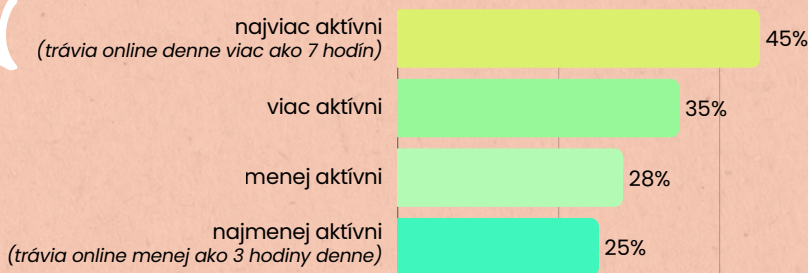 najviac aktívni
(trávia online denne viac ako 7 hodín)
45%
viac aktívni
35%
menej aktívni
28%
najmenej aktívni
(trávia online menej ako 3 hodiny denne)
25%